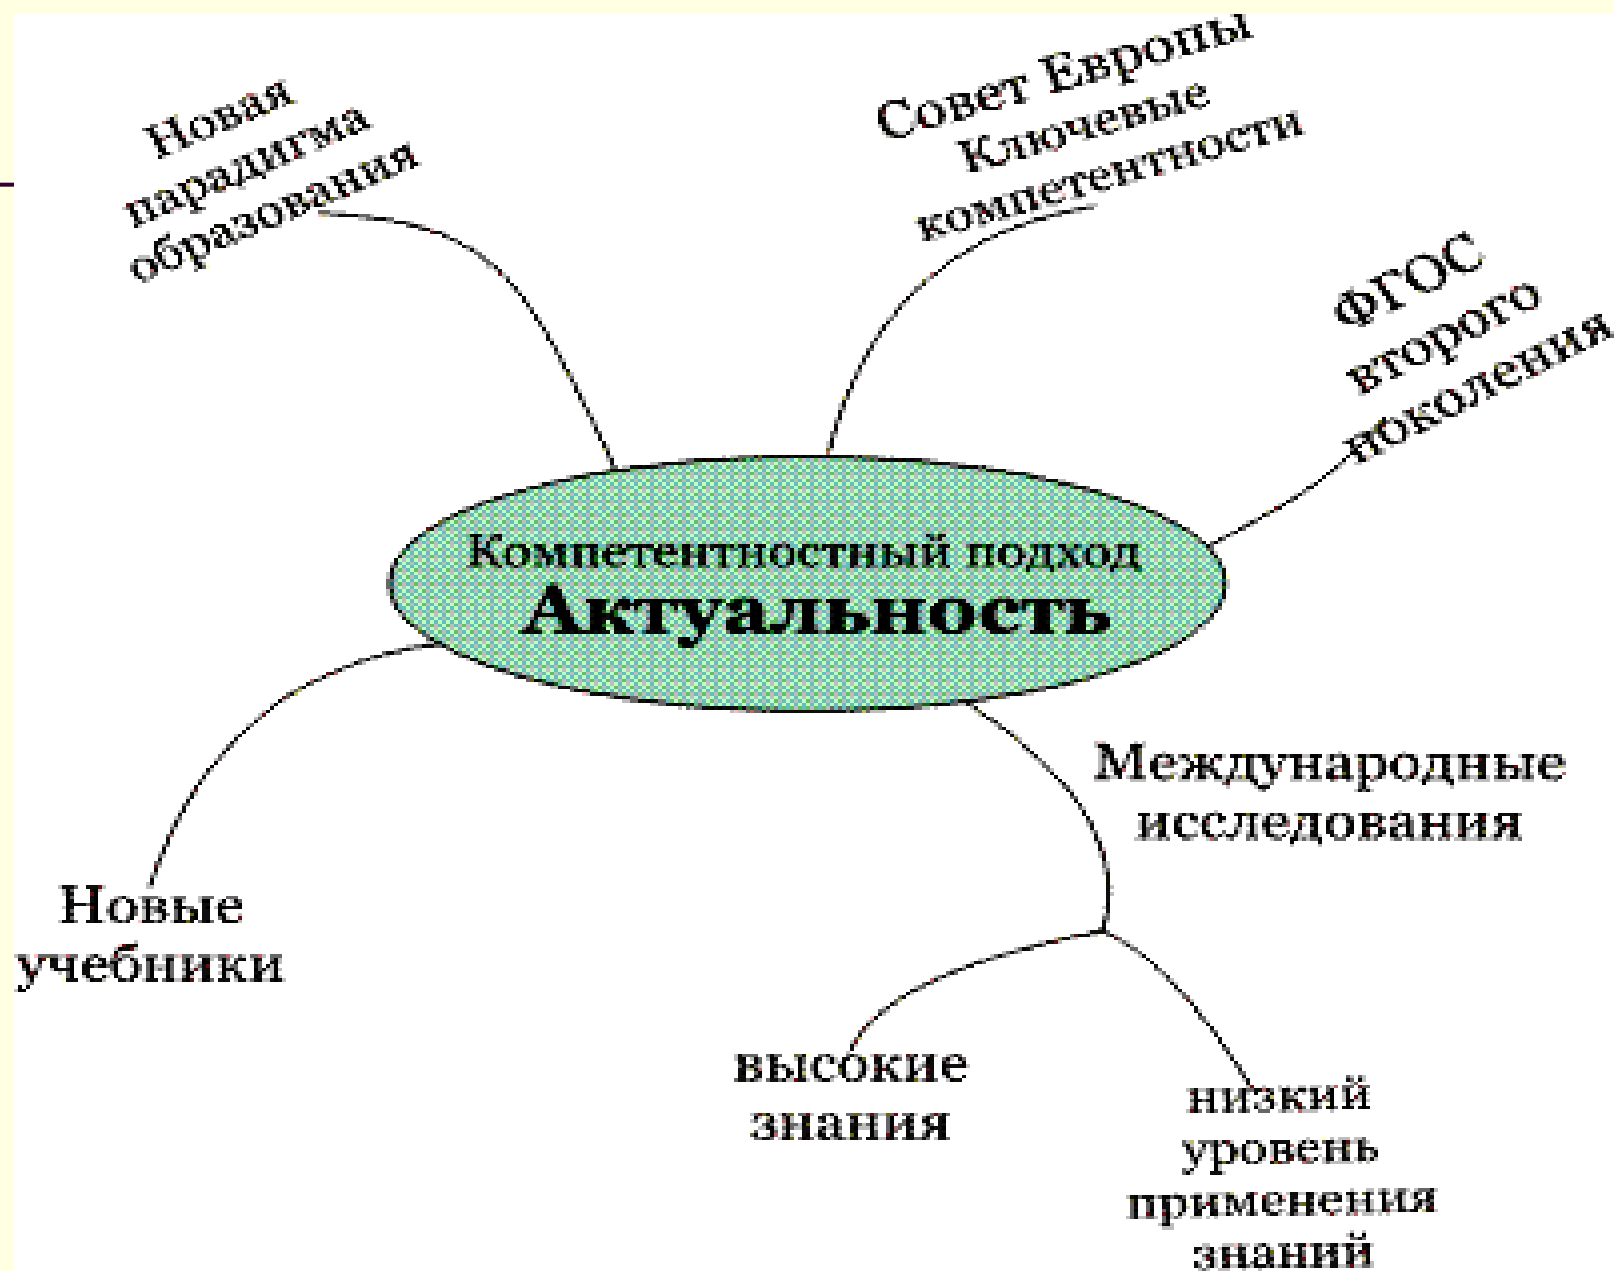 Новая
парадигма
образования
Совет Европы
Ключевые
компетентности
ФГОС
второго
поколения
Компетентностный подход
Актуальность
Международные
исследования
Новые
учебники
высокие
знания
низкий
уровень
применения
знаний